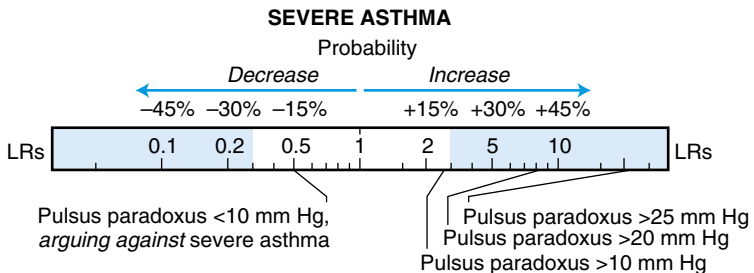 SEVERE ASTHMA
Probability
Decrease Increase
–45% –30% –15% +15% +30% +45%
LRs 0.1 0.2 0.5 1 2 5 10 LRs
Pulsus paradoxus <10 mm Hg,
arguing against severe asthma
Pulsus paradoxus >25 mm Hg
Pulsus paradoxus >20 mm Hg
Pulsus paradoxus >10 mm Hg